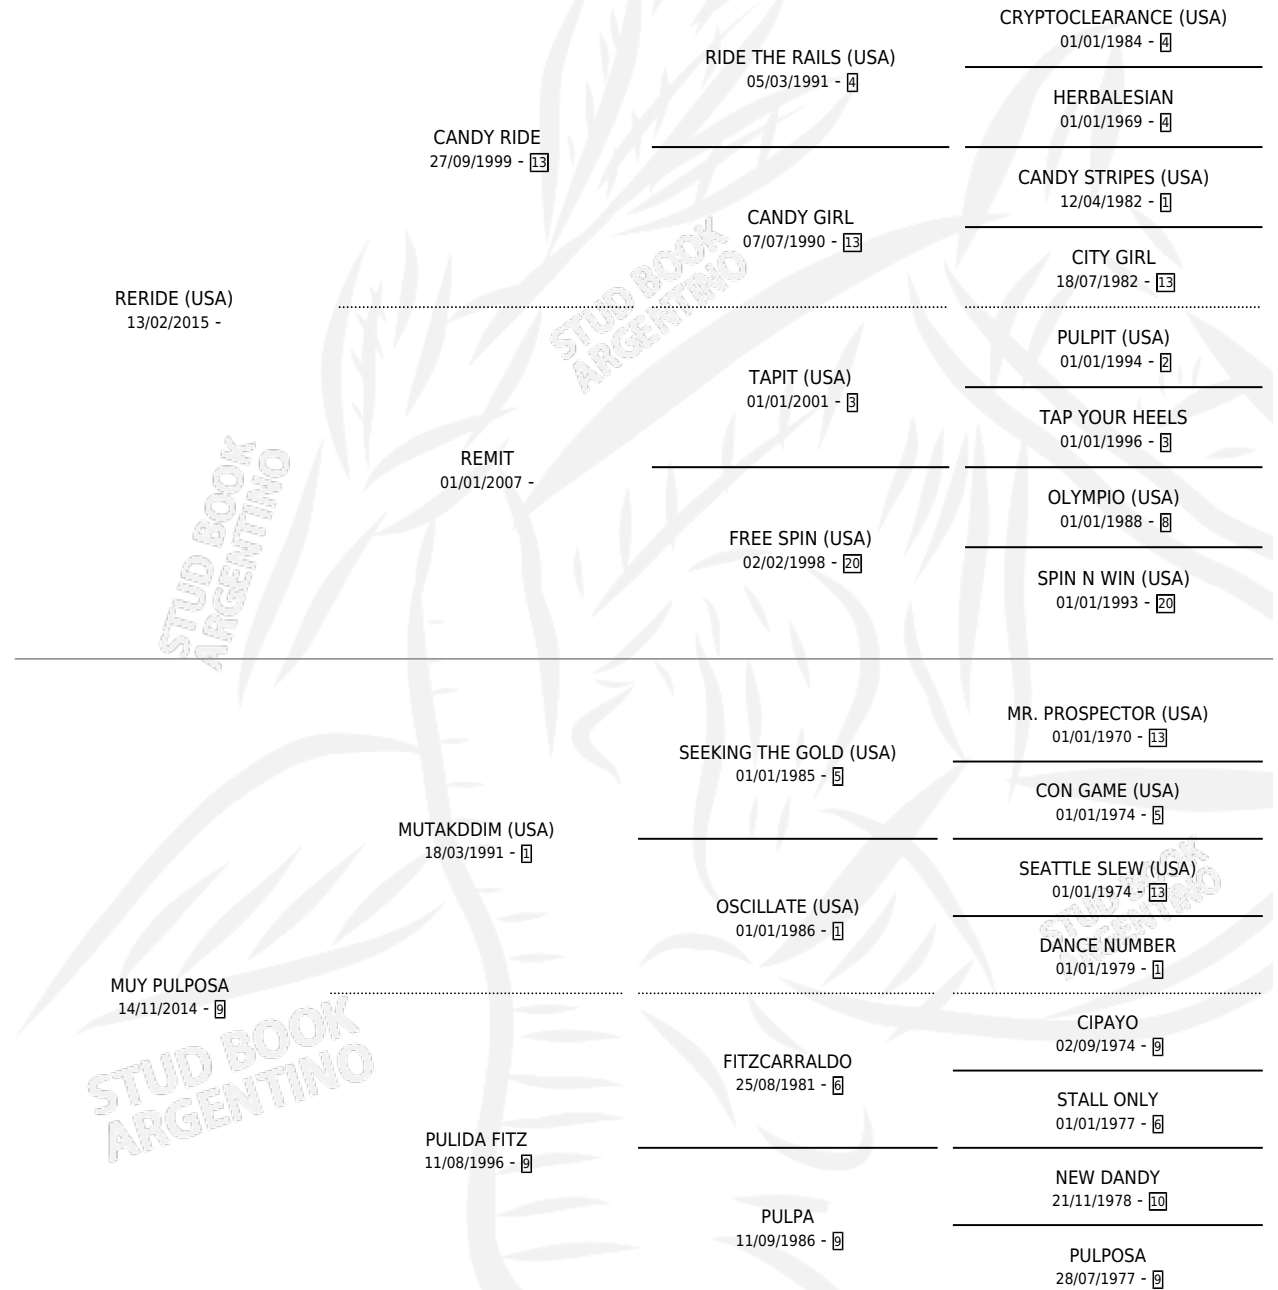 CRYPTOCLEARANCE (USA)
01/01/1984 - 4
RIDE THE RAILS (USA)
05/03/1991 - 4
HERBALESIAN
01/01/1969 - 4
CANDY RIDE
27/09/1999 - 13
CANDY STRIPES (USA)
12/04/1982 - 1
CANDY GIRL
07/07/1990 - 13
CITY GIRL
18/07/1982 - 13
RERIDE (USA)
13/02/2015 -
PULPIT (USA)
01/01/1994 - 2
TAPIT (USA)
01/01/2001 - 3
TAP YOUR HEELS
01/01/1996 - 3
REMIT
01/01/2007 -
OLYMPIO (USA)
01/01/1988 - 8
FREE SPIN (USA)
02/02/1998 - 20
SPIN N WIN (USA)
01/01/1993 - 20
MR. PROSPECTOR (USA)
01/01/1970 - 13
SEEKING THE GOLD (USA)
01/01/1985 - 5
CON GAME (USA)
01/01/1974 - 5
MUTAKDDIM (USA)
18/03/1991 - 1
SEATTLE SLEW (USA)
01/01/1974 - 13
OSCILLATE (USA)
01/01/1986 - 1
DANCE NUMBER
01/01/1979 - 1
MUY PULPOSA
14/11/2014 - 9
CIPAYO
02/09/1974 - 9
FITZCARRALDO
25/08/1981 - 6
STALL ONLY
01/01/1977 - 6
PULIDA FITZ
11/08/1996 - 9
NEW DANDY
21/11/1978 - 10
PULPA
11/09/1986 - 9
PULPOSA
28/07/1977 - 9
STUD BOOK
ARGENTINO
STUD BOOK
ARGENTINO
STUD BOOK
ARGENTINO
STUD BOOK
ARGENTINO